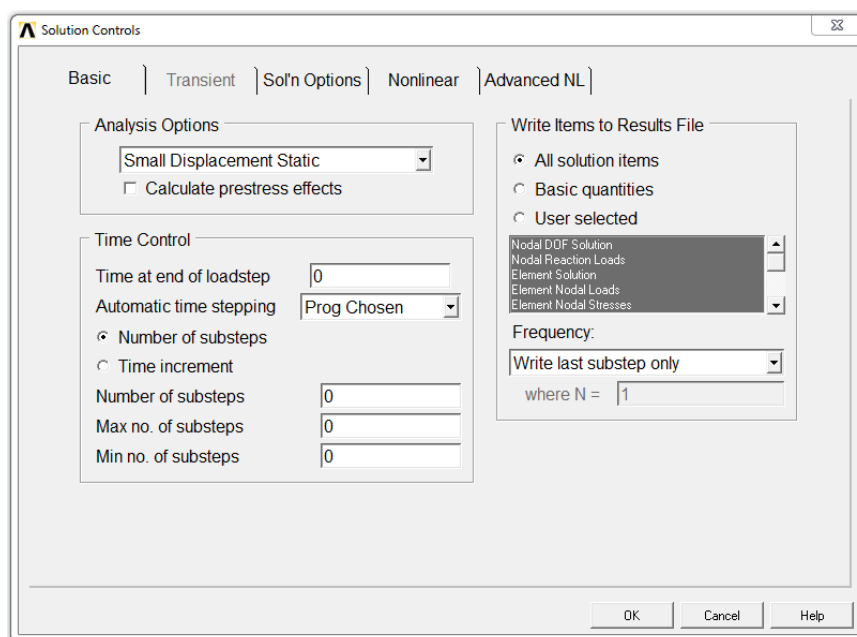 Solution Controls
Basic
Transient
Sol'n Options
Nonlinear
Advanced NL
Analysis Options
Small Displacement Static
Calculate prestress effects
Time Control
Time at end of loadstep
0
Automatic time stepping
Prog Chosen
Number of substeps
Time increment
Number of substeps
0
Max no. of substeps
0
Min no. of substeps
0
Write Items to Results File
All solution items
Basic quantities
User selected
Nodal DOF Solution
Nodal Reaction Loads
Element Solution
Element Nodal Loads
Element Nodal Stresses
Frequency:
Write last substep only
where N =
1
OK
Cancel
Help